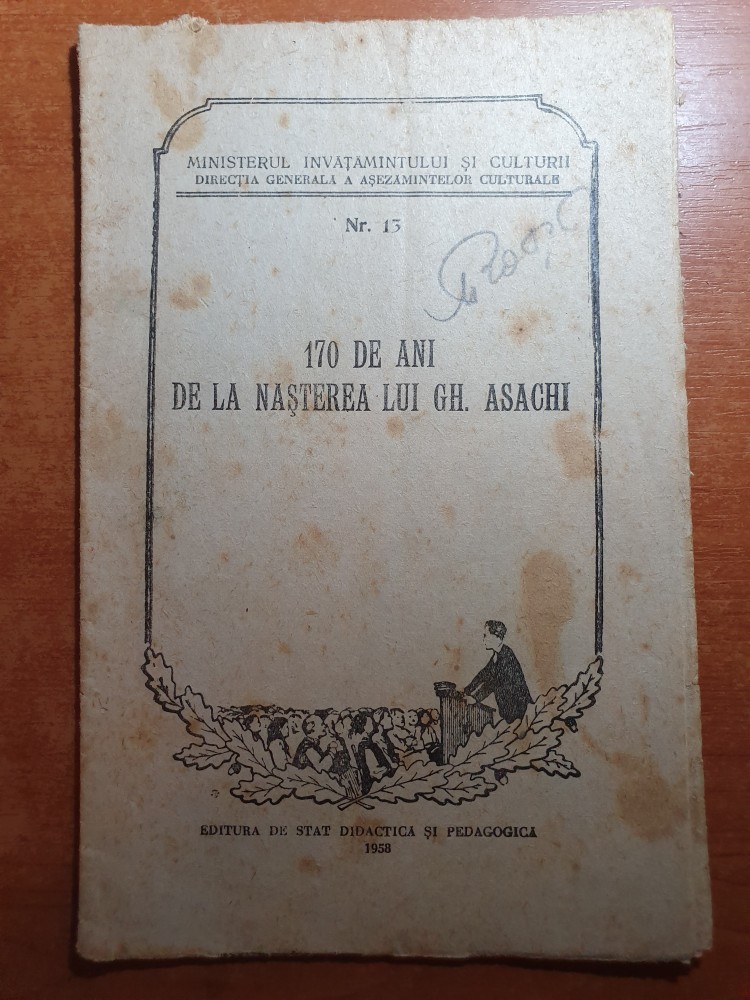 MINISTERUL INVAŢAMINTULUI ŞI CULTURII
DIRECŢIA GENERALA A AŞEZAMINTELOR CULTURALE
Nr. 13
170 DE ANI
DE LA NAŞTEREA LUI GH. ASACHI
EDITURA DE STAT DIDACTICA ŞI PEDAGOGICA
1958